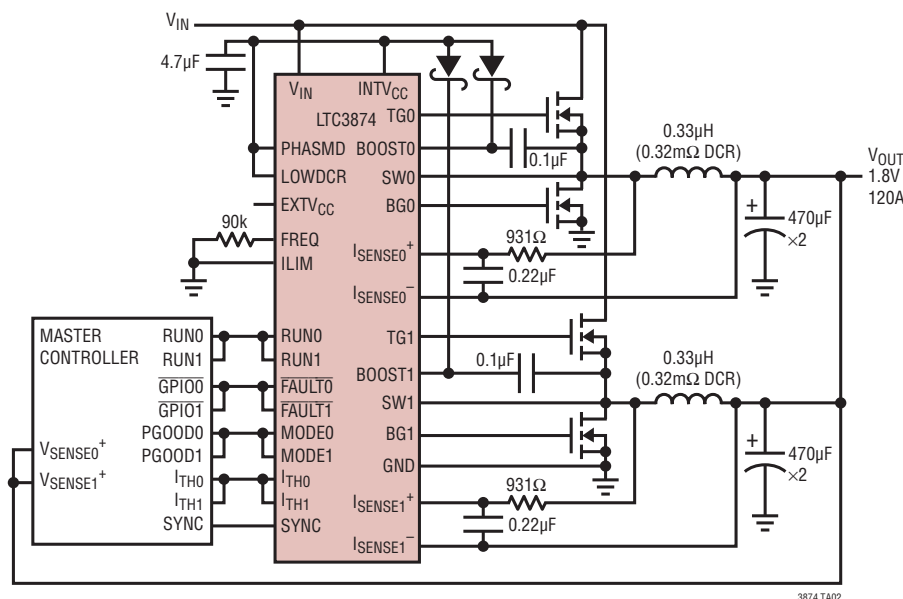 VIN
4.7µF
VIN
INTVCC
LTC3874
TG0
PHASMD
BOOST0
0.1µF
LOWDCR
SW0
EXTVCC
BG0
0.33µH
(0.32mΩ DCR)
VOUT
1.8V
120A
+
470µF
×2
90k
FREQ
ILIM
ISENSE0+
931Ω
0.22µF
ISENSE0–
MASTER
CONTROLLER
RUN0
RUN1
GPIO0
GPIO1
PGOOD0
PGOOD1
ITH0
ITH1
SYNC
VSENSE0+
VSENSE1+
RUN0
RUN1
FAULT0
FAULT1
MODE0
MODE1
ITH0
ITH1
SYNC
TG1
BOOST1
0.1µF
SW1
BG1
GND
0.33µH
(0.32mΩ DCR)
+
470µF
×2
ISENSE1+
931Ω
0.22µF
ISENSE1–
3874 TA02